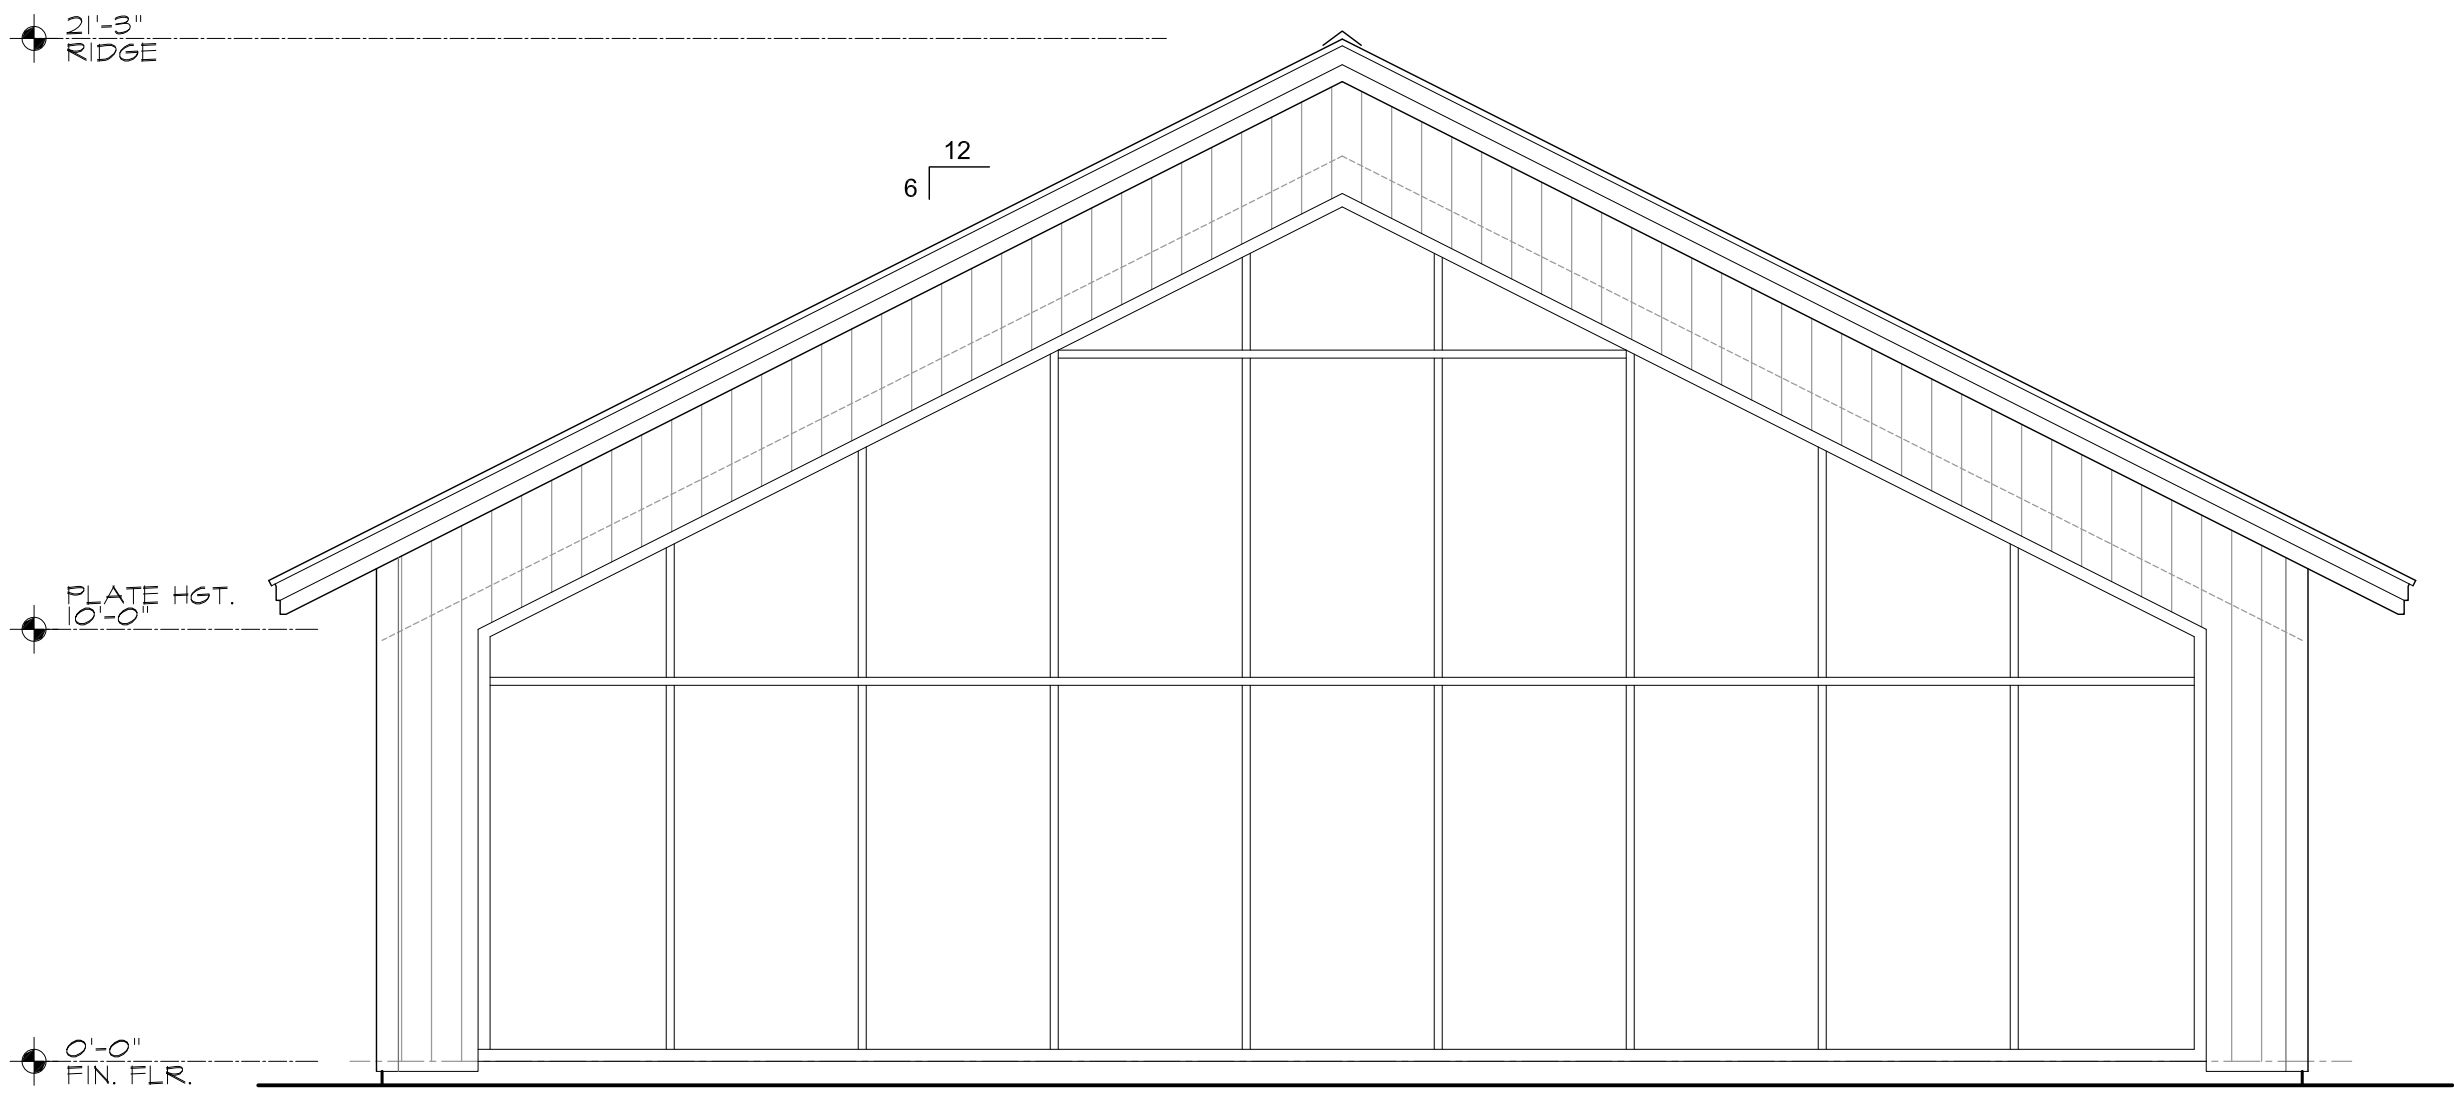 21'-3"
RIDGE
12
6
PLATE HGT.
10'-0"
0'-0"
FIN. FLR.